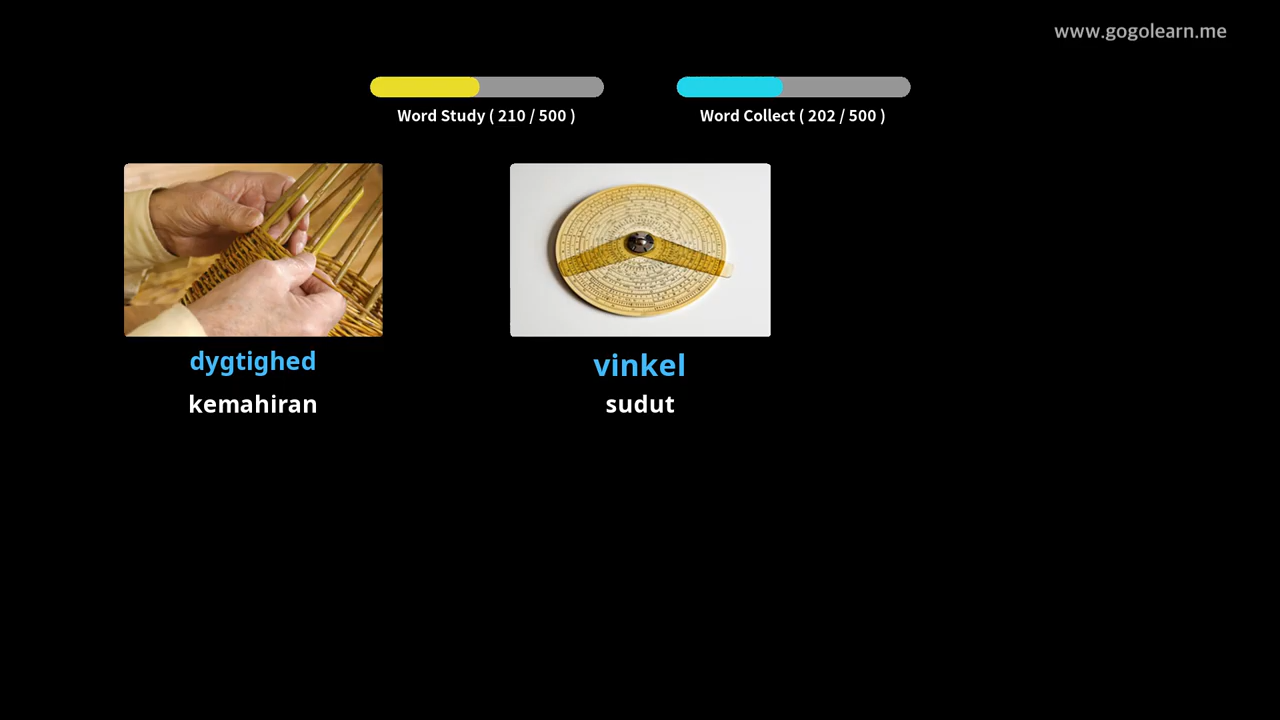 www.gogolearn.me
Word Study ( 210 / 500 )
Word Collect ( 202 / 500 )
dygtighed
kemahiran
vinkel
sudut